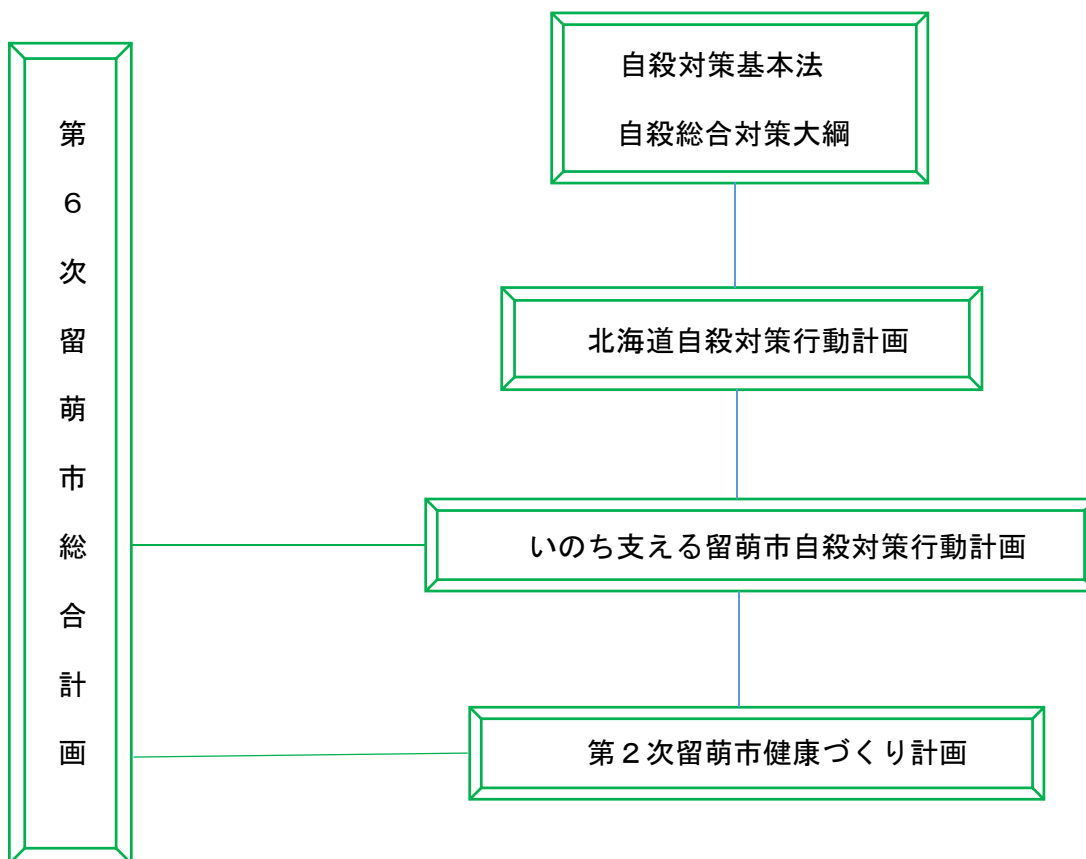 第６次留萌市総合計画
自殺対策基本法
自殺総合対策大綱
北海道自殺対策行動計画
いのち支える留萌市自殺対策行動計画
第２次留萌市健康づくり計画